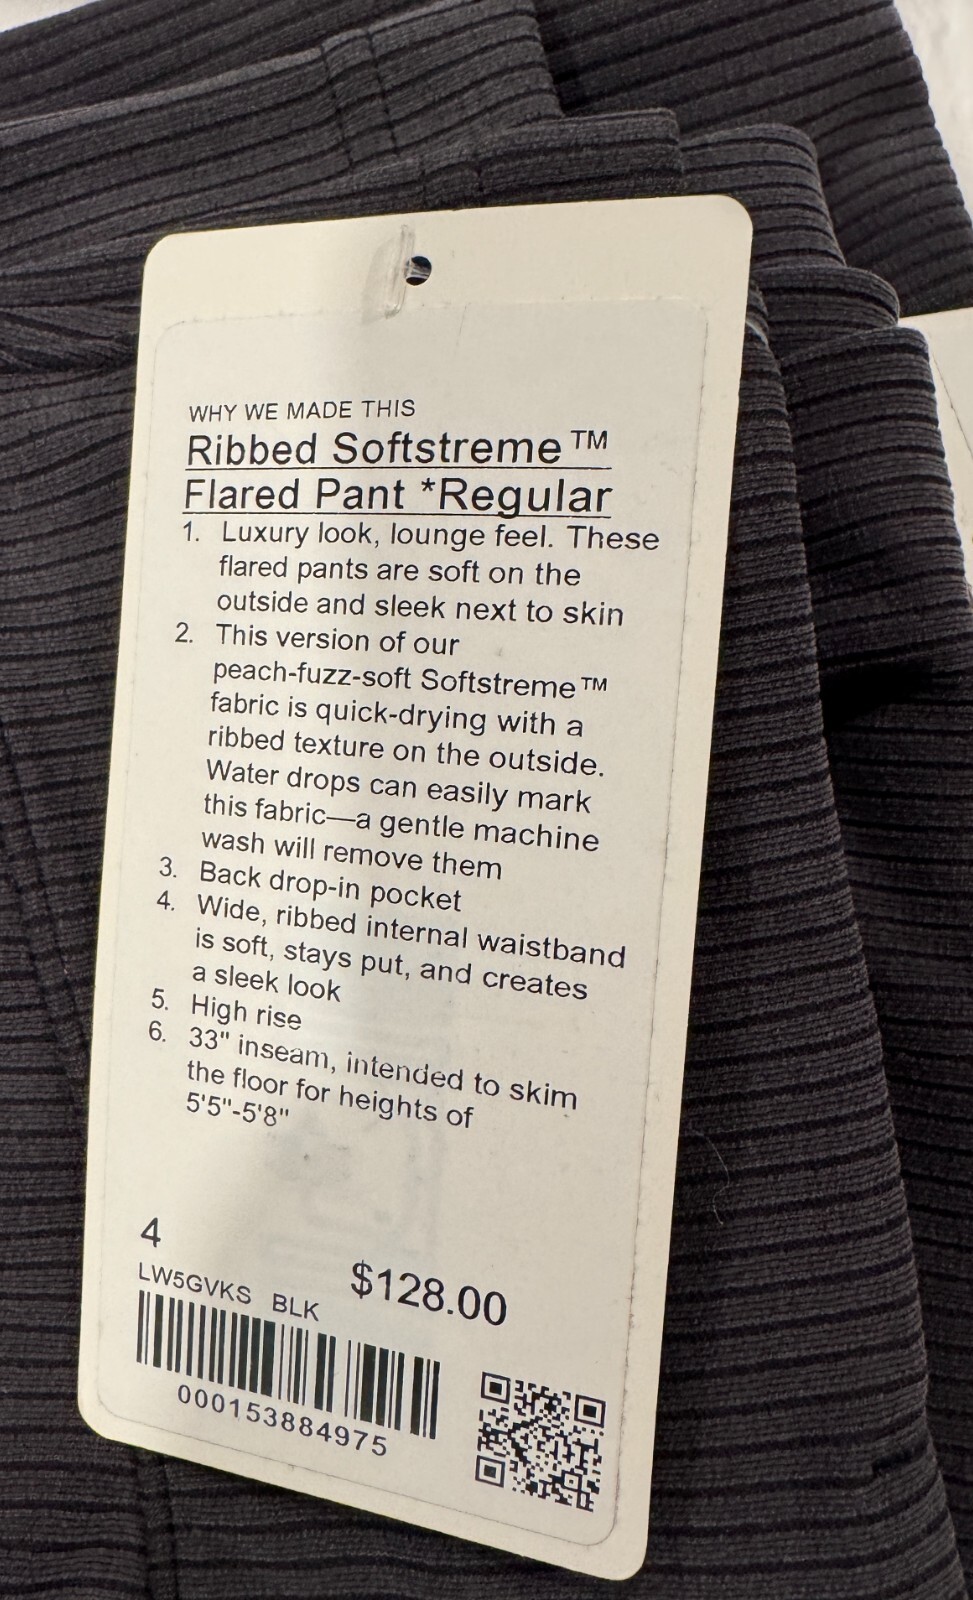 WHY WE MADE THIS
Ribbed Softstreme™
Flared Pant *Regular
1. Luxury look, lounge feel. These
flared pants are soft on the
outside and sleek next to skin
2. This version of our
peach-fuzz-soft Softstreme™
fabric is quick-drying with a
ribbed texture on the outside.
Water drops can easily mark
this fabric—a gentle machine
wash will remove them
3. Back drop-in pocket
4. Wide, ribbed internal waistband
is soft, stays put, and creates
a sleek look
5. High rise
6. 33" inseam, intended to skim
the floor for heights of
5'5"-5'8"
4
$128.00
LW5GVKS BLK
000153884975